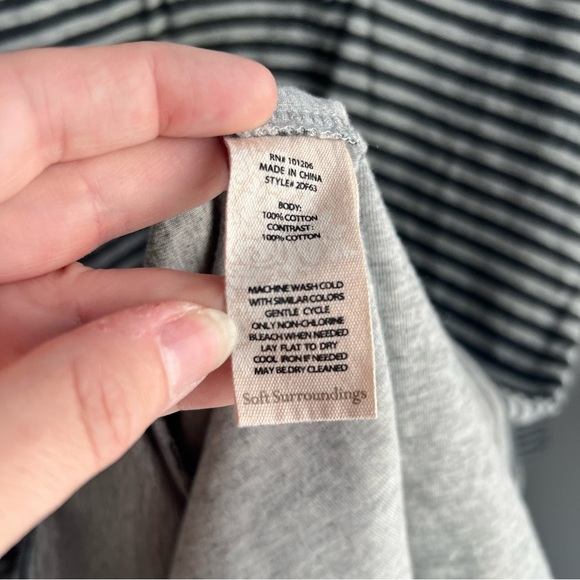 RN# 101206
MADE IN CHINA
STYLE# 2DF63
BODY:
100% COTTON
CONTRAST:
100% COTTON
MACHINE WASH COLD
WITH SIMILAR COLORS
GENTLE CYCLE
ONLY NON-CHLORINE
BLEACH WHEN NEEDED
LAY FLAT TO DRY
COOL IRON IF NEEDED
MAY BE DRY CLEANED
Soft Surroundings